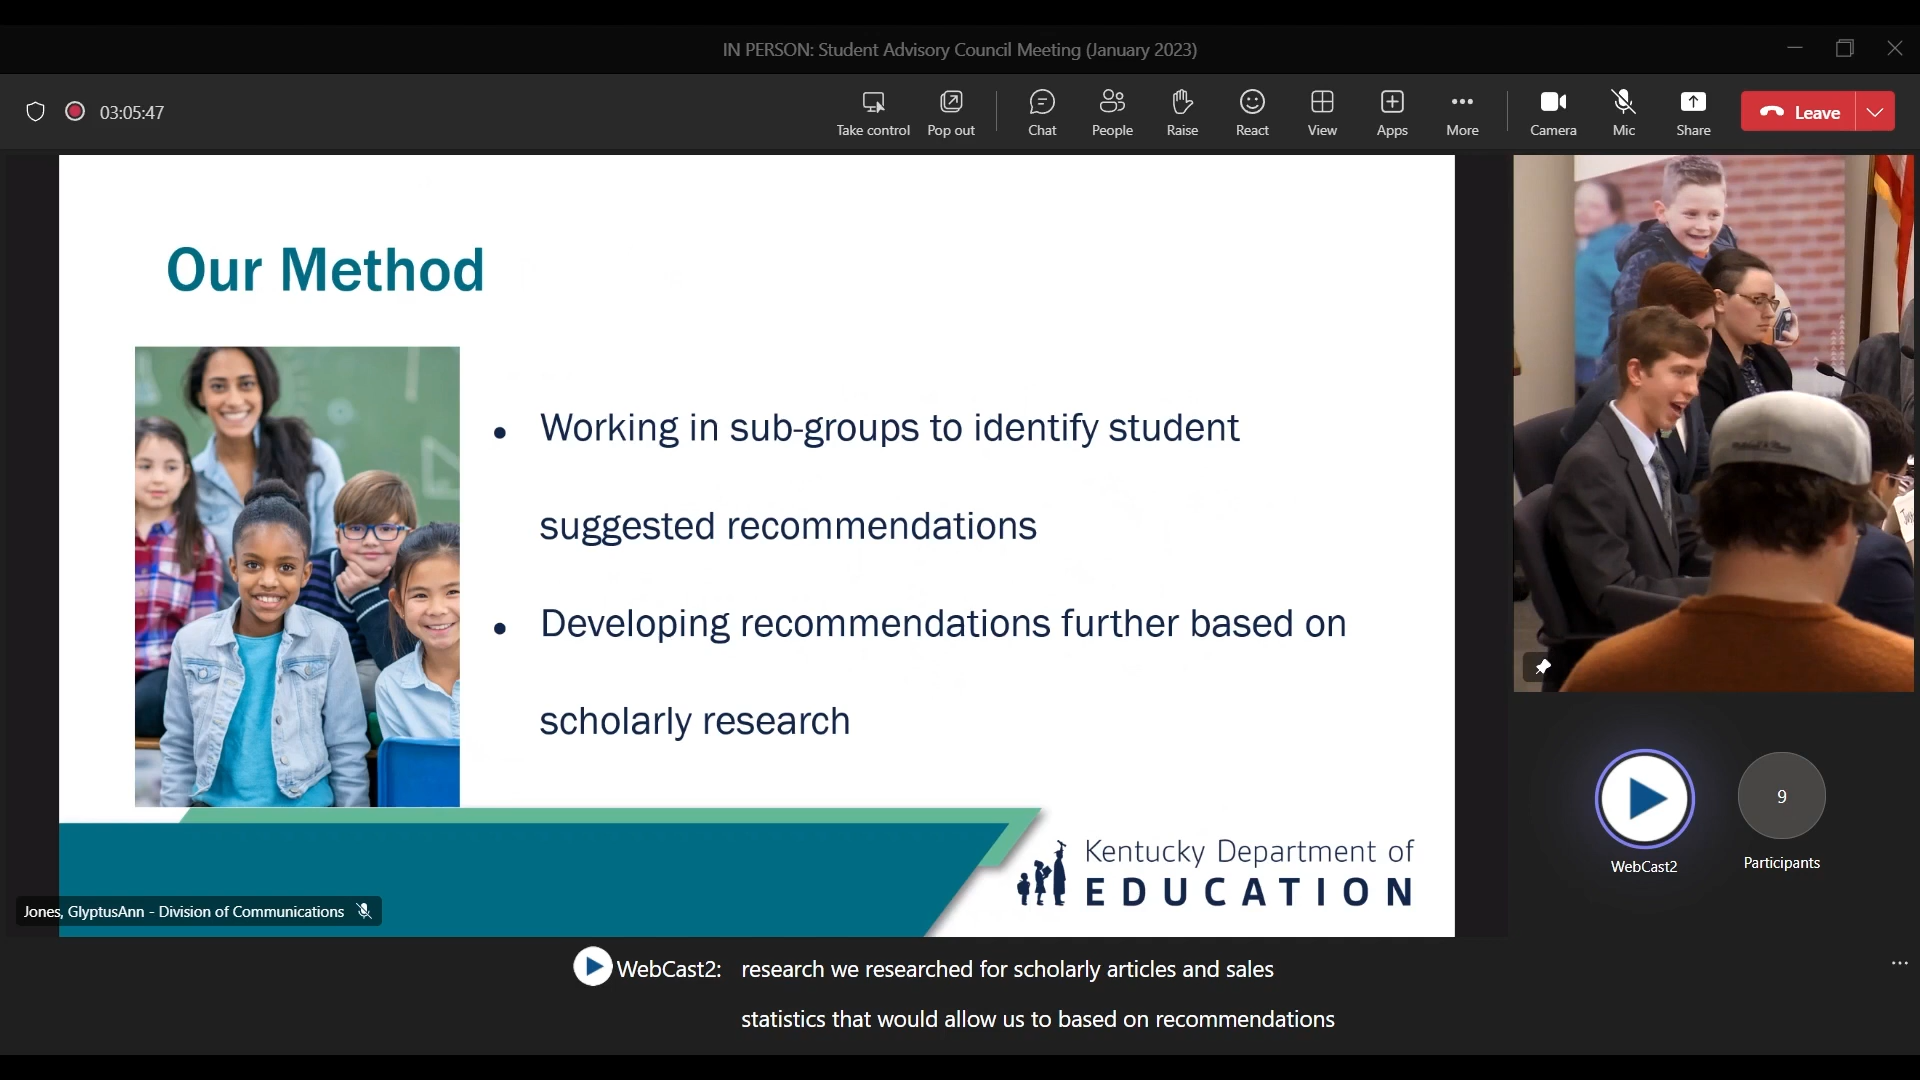 IN PERSON: Student Advisory Council Meeting (January 2023)
03:05:47
Take control
Pop out
Chat
People
Raise
React
View
Apps
More
Camera
Mic
Share
Leave
Our Method
• Working in sub-groups to identify student
suggested recommendations
• Developing recommendations further based on
scholarly research
Kentucky Department of
EDUCATION
Jones, GlyptusAnn - Division of Communications
WebCast2
9
Participants
WebCast2: research we researched for scholarly articles and sales
statistics that would allow us to based on recommendations